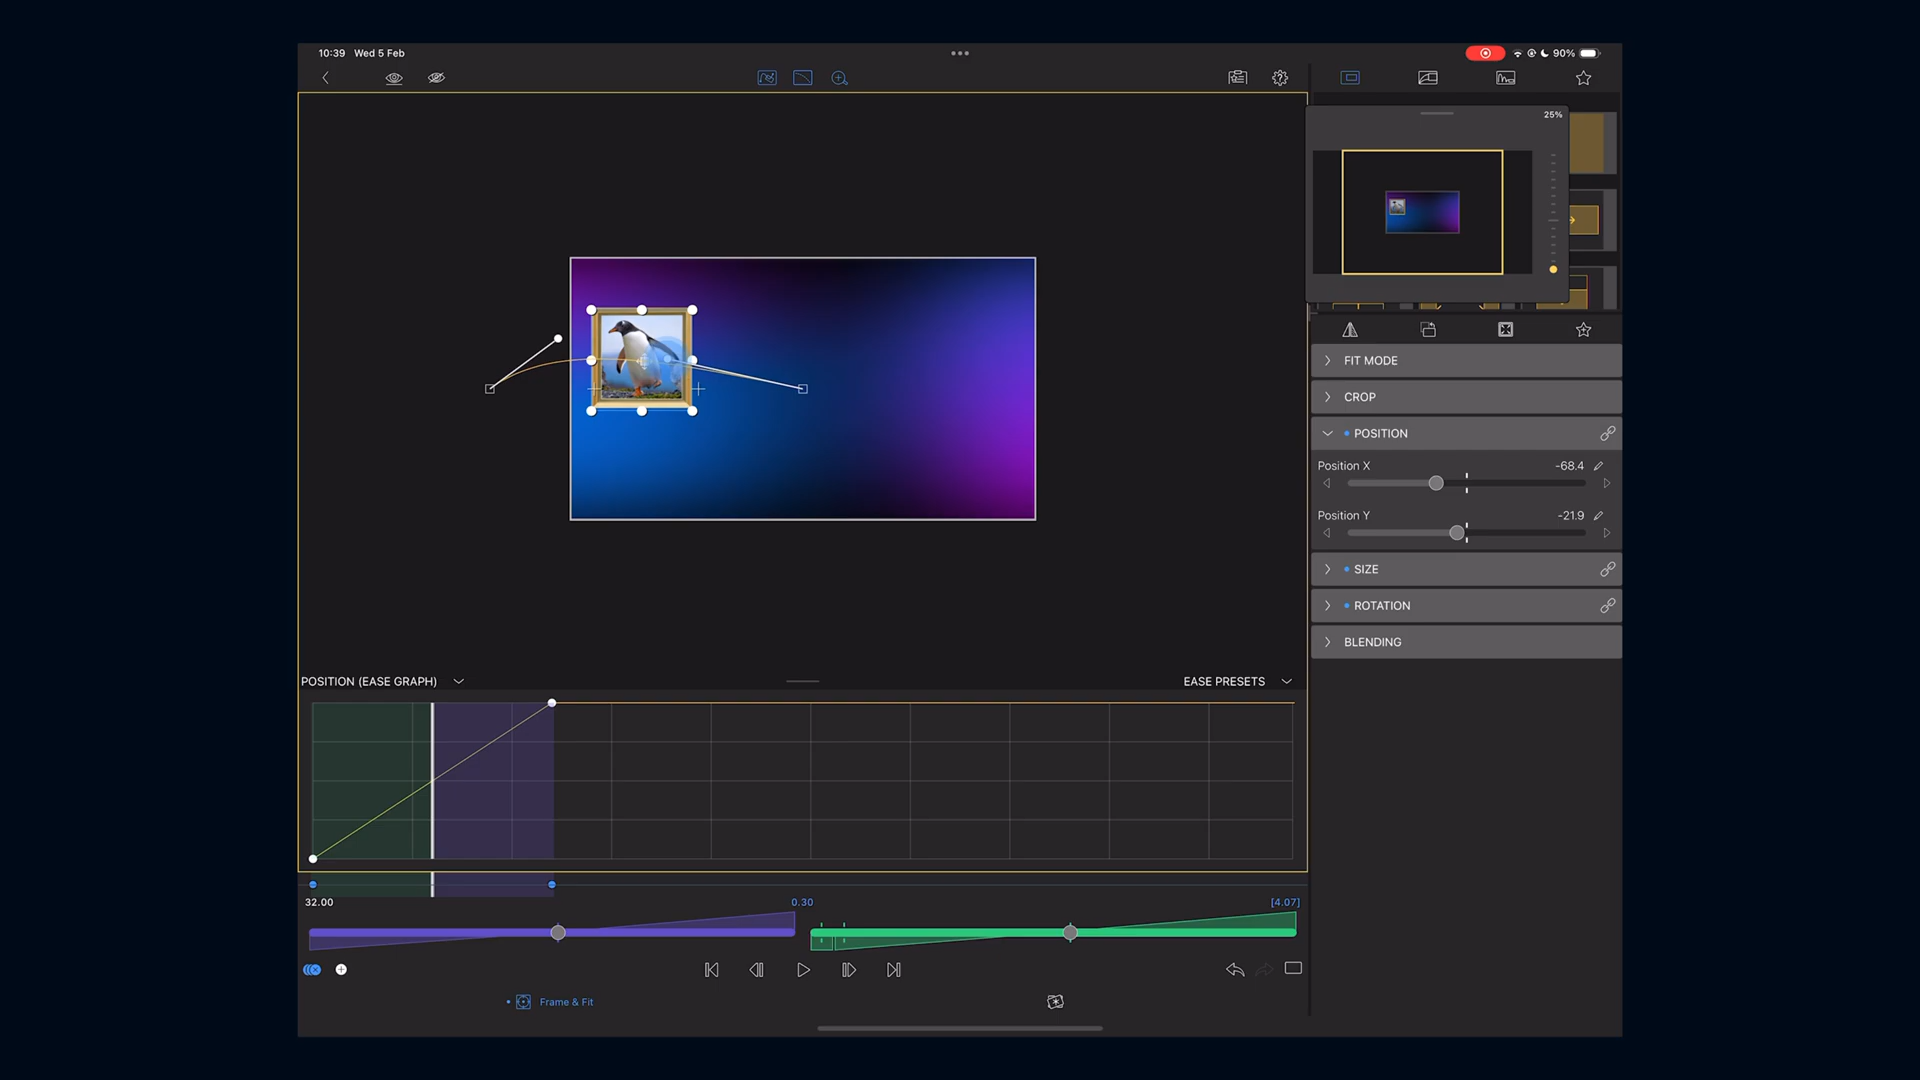 10:39 Wed 5 Feb
90%
25%
FIT MODE
CROP
POSITION
Position X -68.4
Position Y -21.9
SIZE
ROTATION
BLENDING
POSITION (EASE GRAPH)
EASE PRESETS
32.00
0.30
[4.07]
Frame & Fit